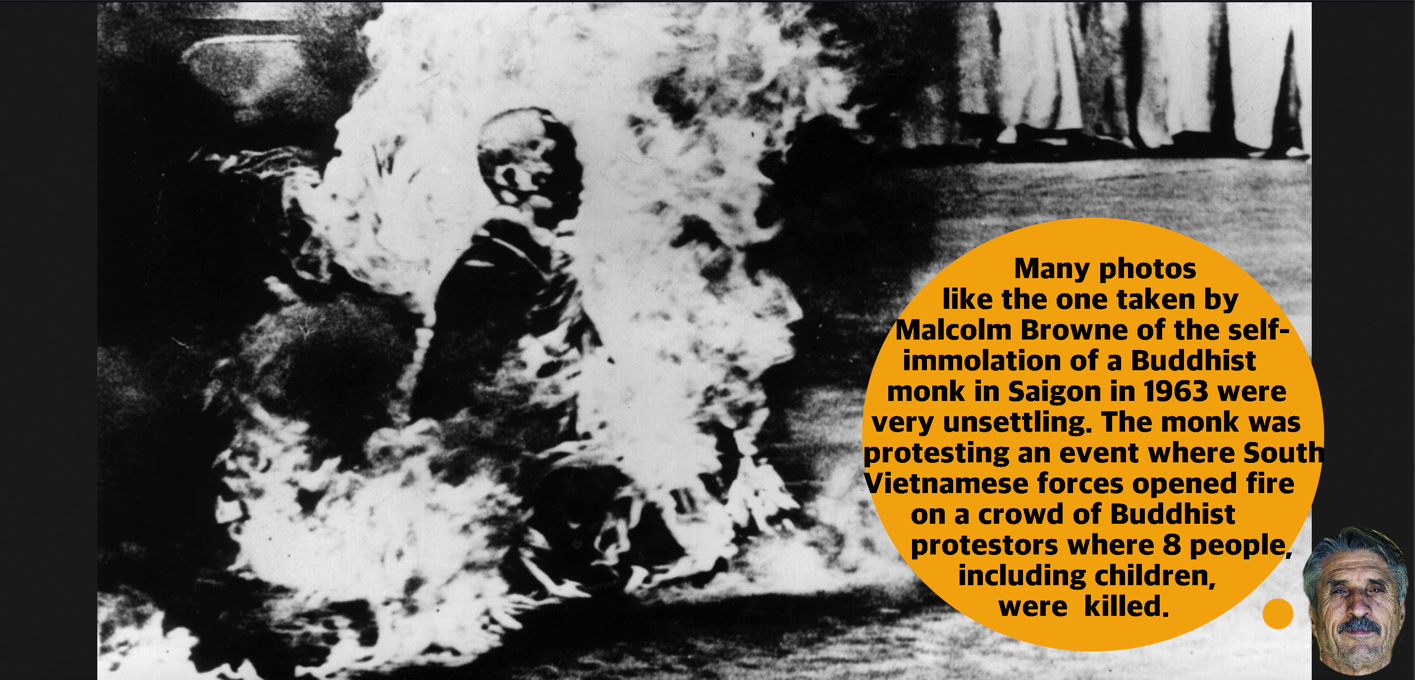 Many photos
like the one taken by
Malcolm Browne of the self-
immolation of a Buddhist
monk in Saigon in 1963 were
very unsettling. The monk was
protesting an event where South
Vietnamese forces opened fire
on a crowd of Buddhist
protestors where 8 people,
including children,
were  killed.